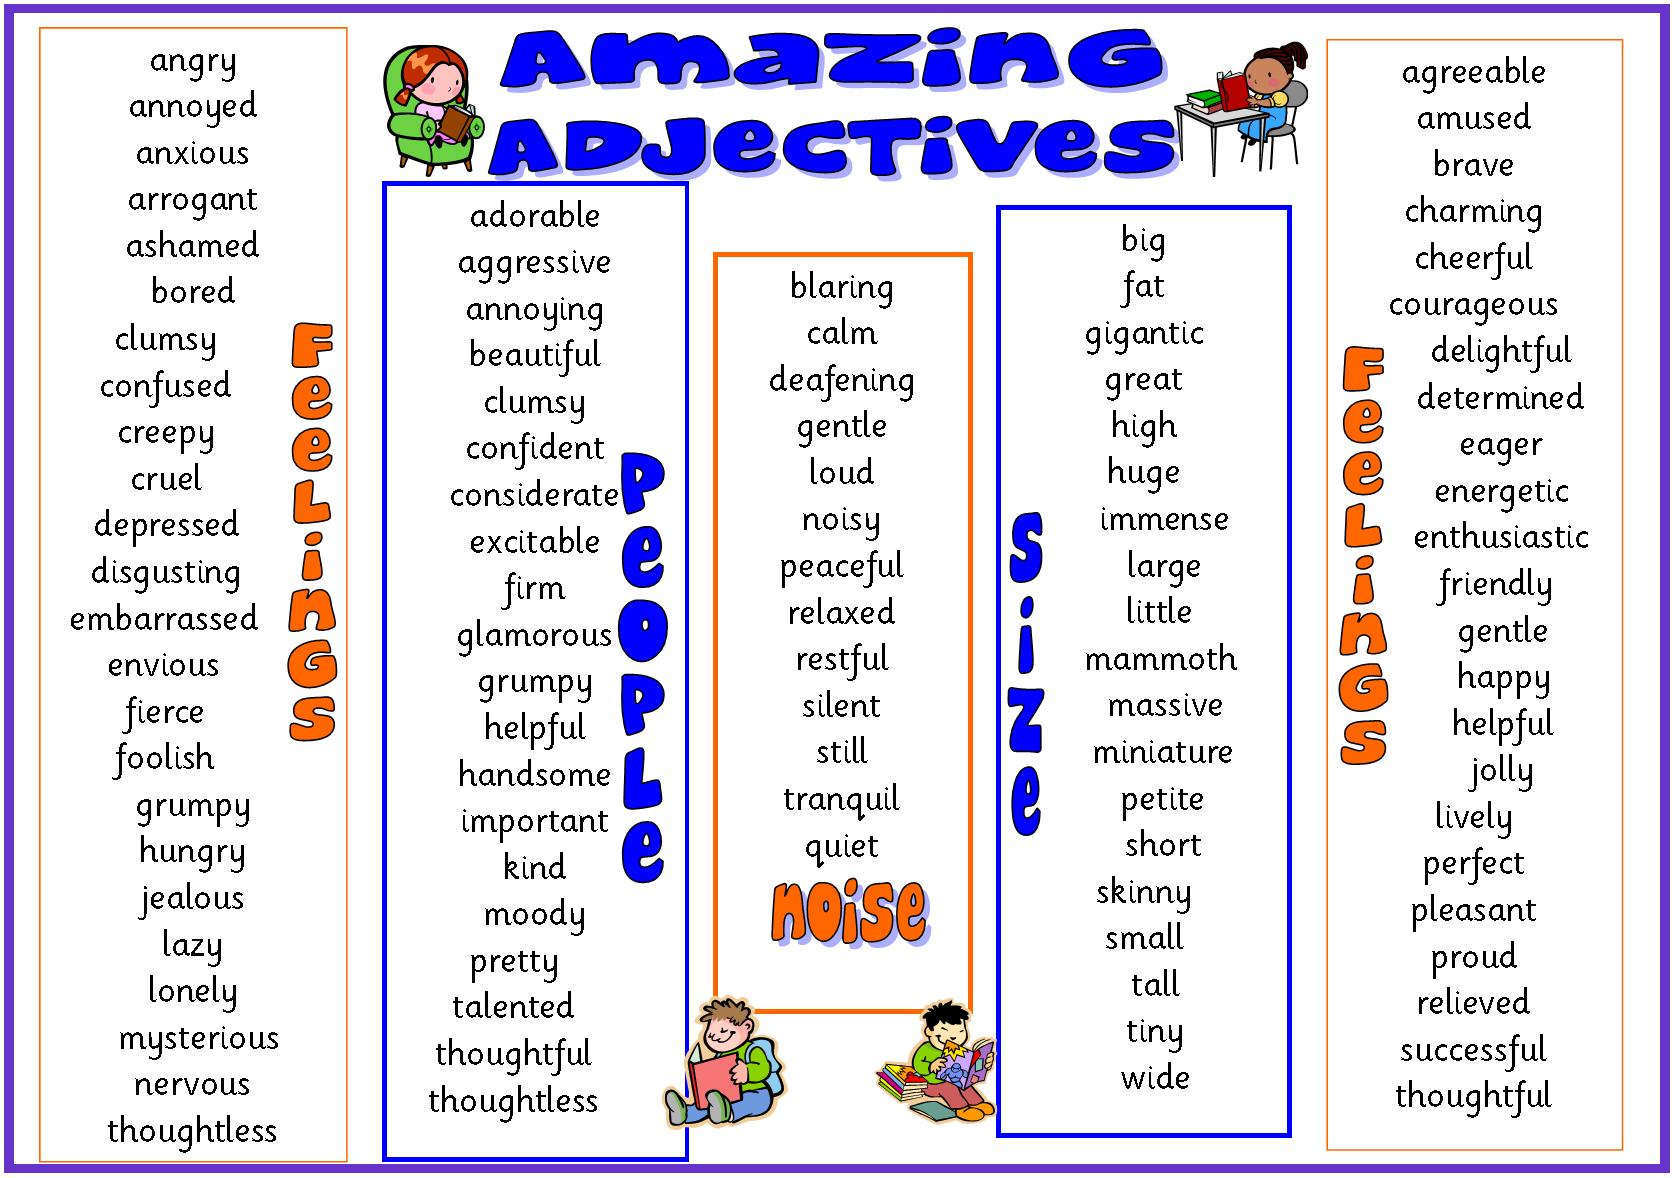 Amazing
Adjectives
angry
annoyed
anxious
arrogant
ashamed
bored
clumsy
confused
creepy
cruel
depressed
disgusting
embarrassed
envious
fierce
foolish
grumpy
hungry
jealous
lazy
lonely
mysterious
nervous
thoughtless
Feelings
adorable
aggressive
annoying
beautiful
clumsy
confident
considerate
excitable
firm
glamorous
grumpy
helpful
handsome
important
kind
moody
pretty
talented
thoughtful
thoughtless
People
blaring
calm
deafening
gentle
loud
noisy
peaceful
relaxed
restful
silent
still
tranquil
quiet
noise
big
fat
gigantic
great
high
huge
immense
large
little
mammoth
massive
miniature
petite
short
skinny
small
tall
tiny
wide
Size
agreeable
amused
brave
charming
cheerful
courageous
delightful
determined
eager
energetic
enthusiastic
friendly
gentle
happy
helpful
jolly
lively
perfect
pleasant
proud
relieved
successful
thoughtful
Feelings